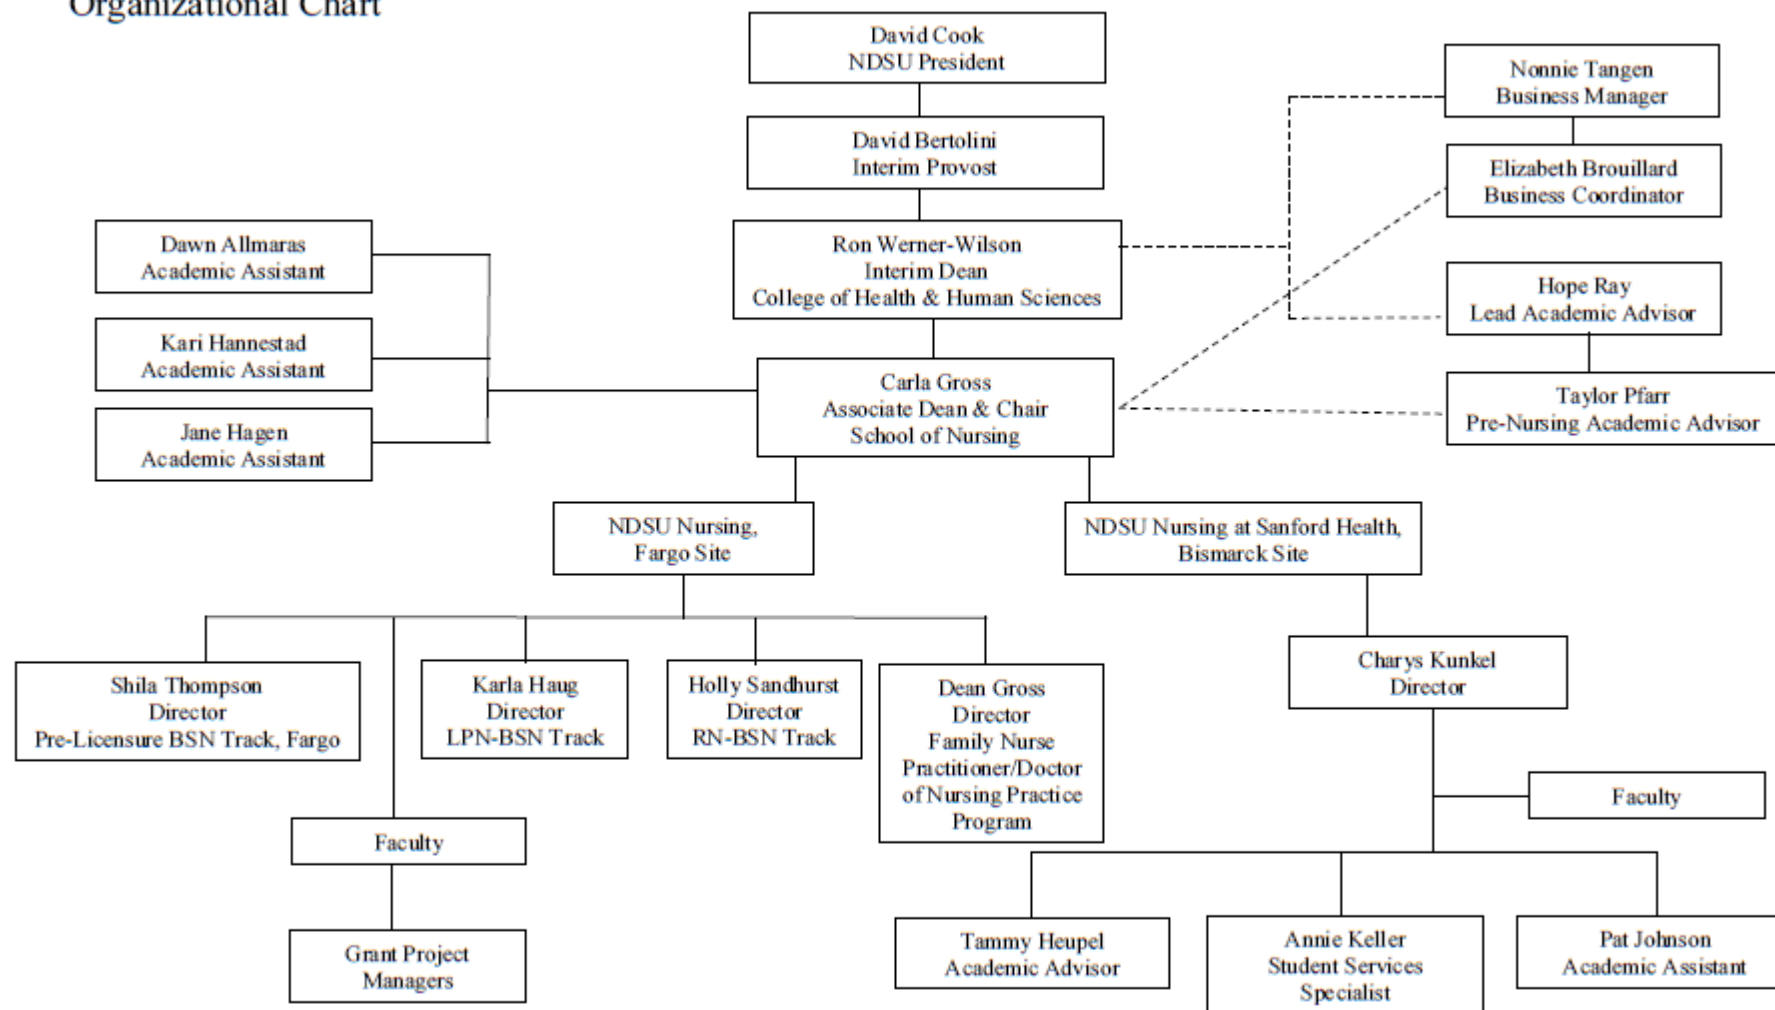 Organizational Chart
David Cook
NDSU President
Nonnie Tangen
Business Manager
David Bertolini
Interim Provost
Elizabeth Brouillard
Business Coordinator
Dawn Allmaras
Academic Assistant
Ron Werner-Wilson
Interim Dean
College of Health & Human Sciences
Hope Ray
Lead Academic Advisor
Kari Hannestad
Academic Assistant
Carla Gross
Associate Dean & Chair
School of Nursing
Taylor Pfarr
Pre-Nursing Academic Advisor
Jane Hagen
Academic Assistant
NDSU Nursing,
Fargo Site
NDSU Nursing at Sanford Health,
Bismarck Site
Shila Thompson
Director
Pre-Licensure BSN Track, Fargo
Karla Haug
Director
LPN-BSN Track
Holly Sandhurst
Director
RN-BSN Track
Dean Gross
Director
Family Nurse
Practitioner/Doctor
of Nursing Practice
Program
Charys Kunkel
Director
Faculty
Faculty
Grant Project
Managers
Tammy Heupel
Academic Advisor
Annie Keller
Student Services
Specialist
Pat Johnson
Academic Assistant